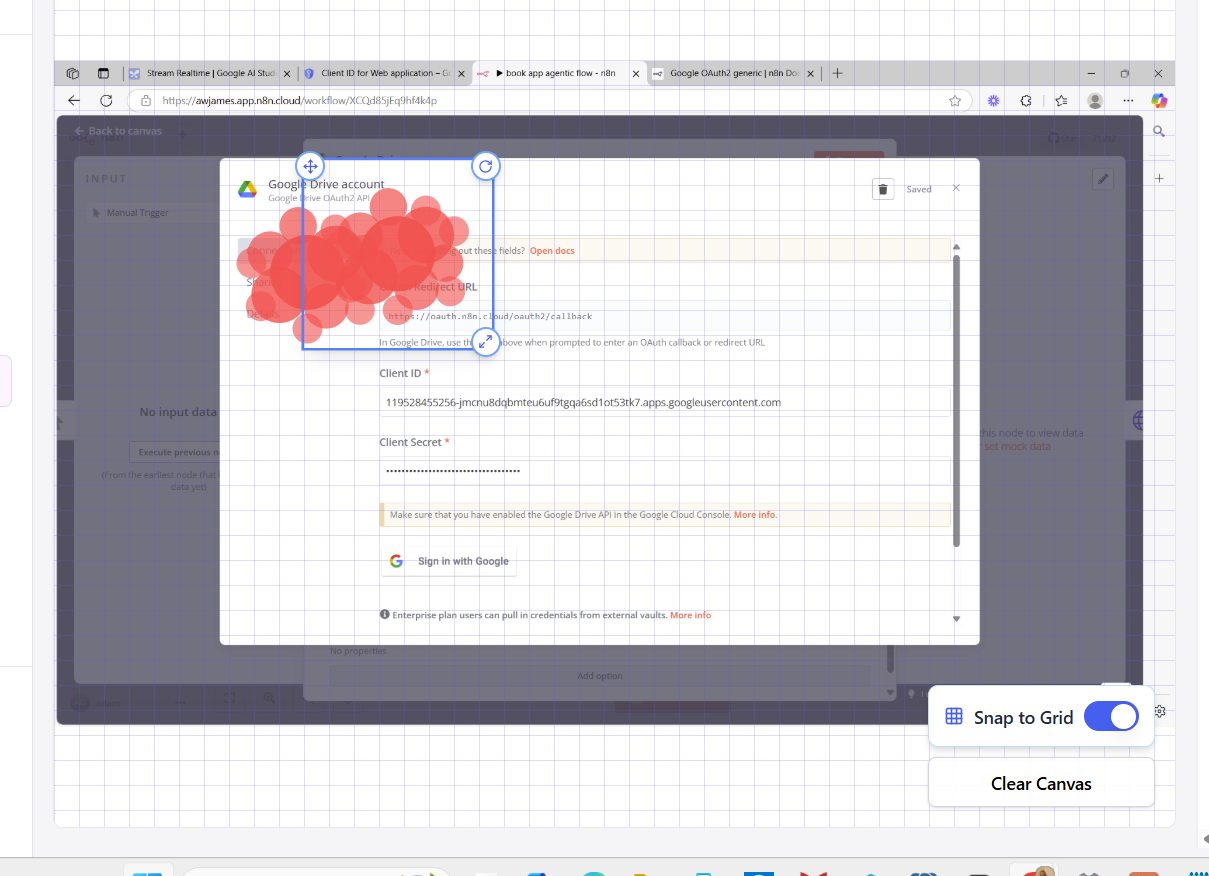 Stream Realtime | Google AI Stud
Client ID for Web application – G
book app agentic flow - n8n
Google OAuth2 generic | n8n Doc
https://awjames.app.n8n.cloud/workflow/XCQd85jEq9hf4k4p
Back to canvas
INPUT
Manual Trigger
Google Drive account
Google Drive OAuth2 API
Saved
out these fields? Open docs
Redirect URL
https://oauth.n8n.cloud/oauth2/callback
In Google Drive, use the above when prompted to enter an OAuth callback or redirect URL
Client ID *
119528455256-jmcnu8dqbmteu6uf9tgqa6sd1ot53tk7.apps.googleusercontent.com
No input data
Client Secret *
this node to view data
set mock data
Execute previous n
(From the earliest node that
data yet)
Make sure that you have enabled the Google Drive API in the Google Cloud Console. More info.
Sign in with Google
Enterprise plan users can pull in credentials from external vaults. More info
No properties
Add option
Snap to Grid
Clear Canvas